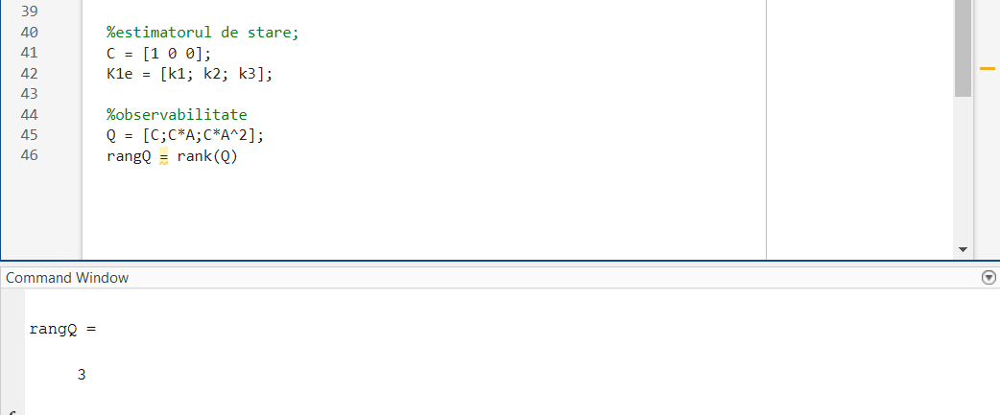 39
40 %estimatorul de stare;
41 C = [1 0 0];
42 K1e = [k1; k2; k3];
43
44 %observabilitate
45 Q = [C;C*A;C*A^2];
46 rangQ = rank(Q)
Command Window
rangQ =
3